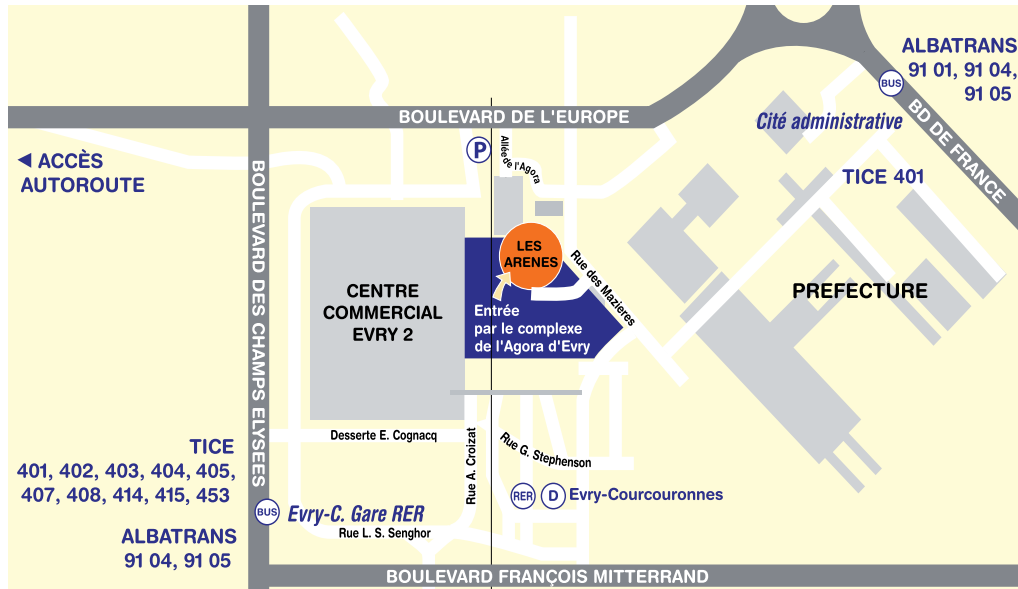 ALBATRANS
91 01, 91 04,
91 05
BUS
BOULEVARD DE L'EUROPE
BD DE FRANCE
Cité administrative
P
Allée de l'Agora
◄ ACCÈS
AUTOROUTE
BOULEVARD DES CHAMPS ELYSEES
TICE 401
LES
ARENES
Rue des Mazieres
CENTRE
COMMERCIAL
EVRY 2
PREFECTURE
Entrée
par le complexe
de l'Agora d'Evry
Desserte E. Cognacq
Rue A. Croizat
Rue G. Stephenson
TICE
401, 402, 403, 404, 405,
407, 408, 414, 415, 453
RER D Evry-Courcouronnes
BUS Evry-C. Gare RER
Rue L. S. Senghor
ALBATRANS
91 04, 91 05
BOULEVARD FRANÇOIS MITTERRAND